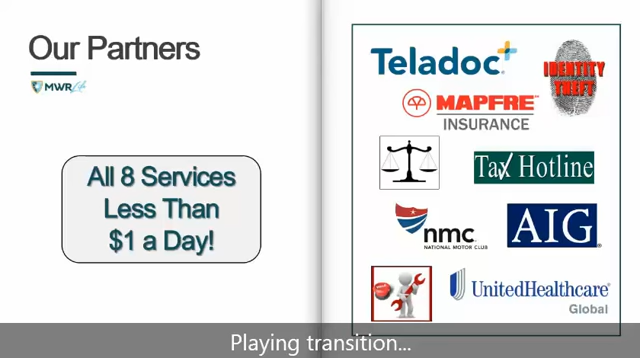 Our Partners
MWR Life
All 8 Services
Less Than
$1 a Day!
Teladoc
IDENTITY
THEFT
MAPFRE
INSURANCE
Tax Hotline
nmc
NATIONAL MOTOR CLUB
AIG
UnitedHealthcare
Global
Playing transition...